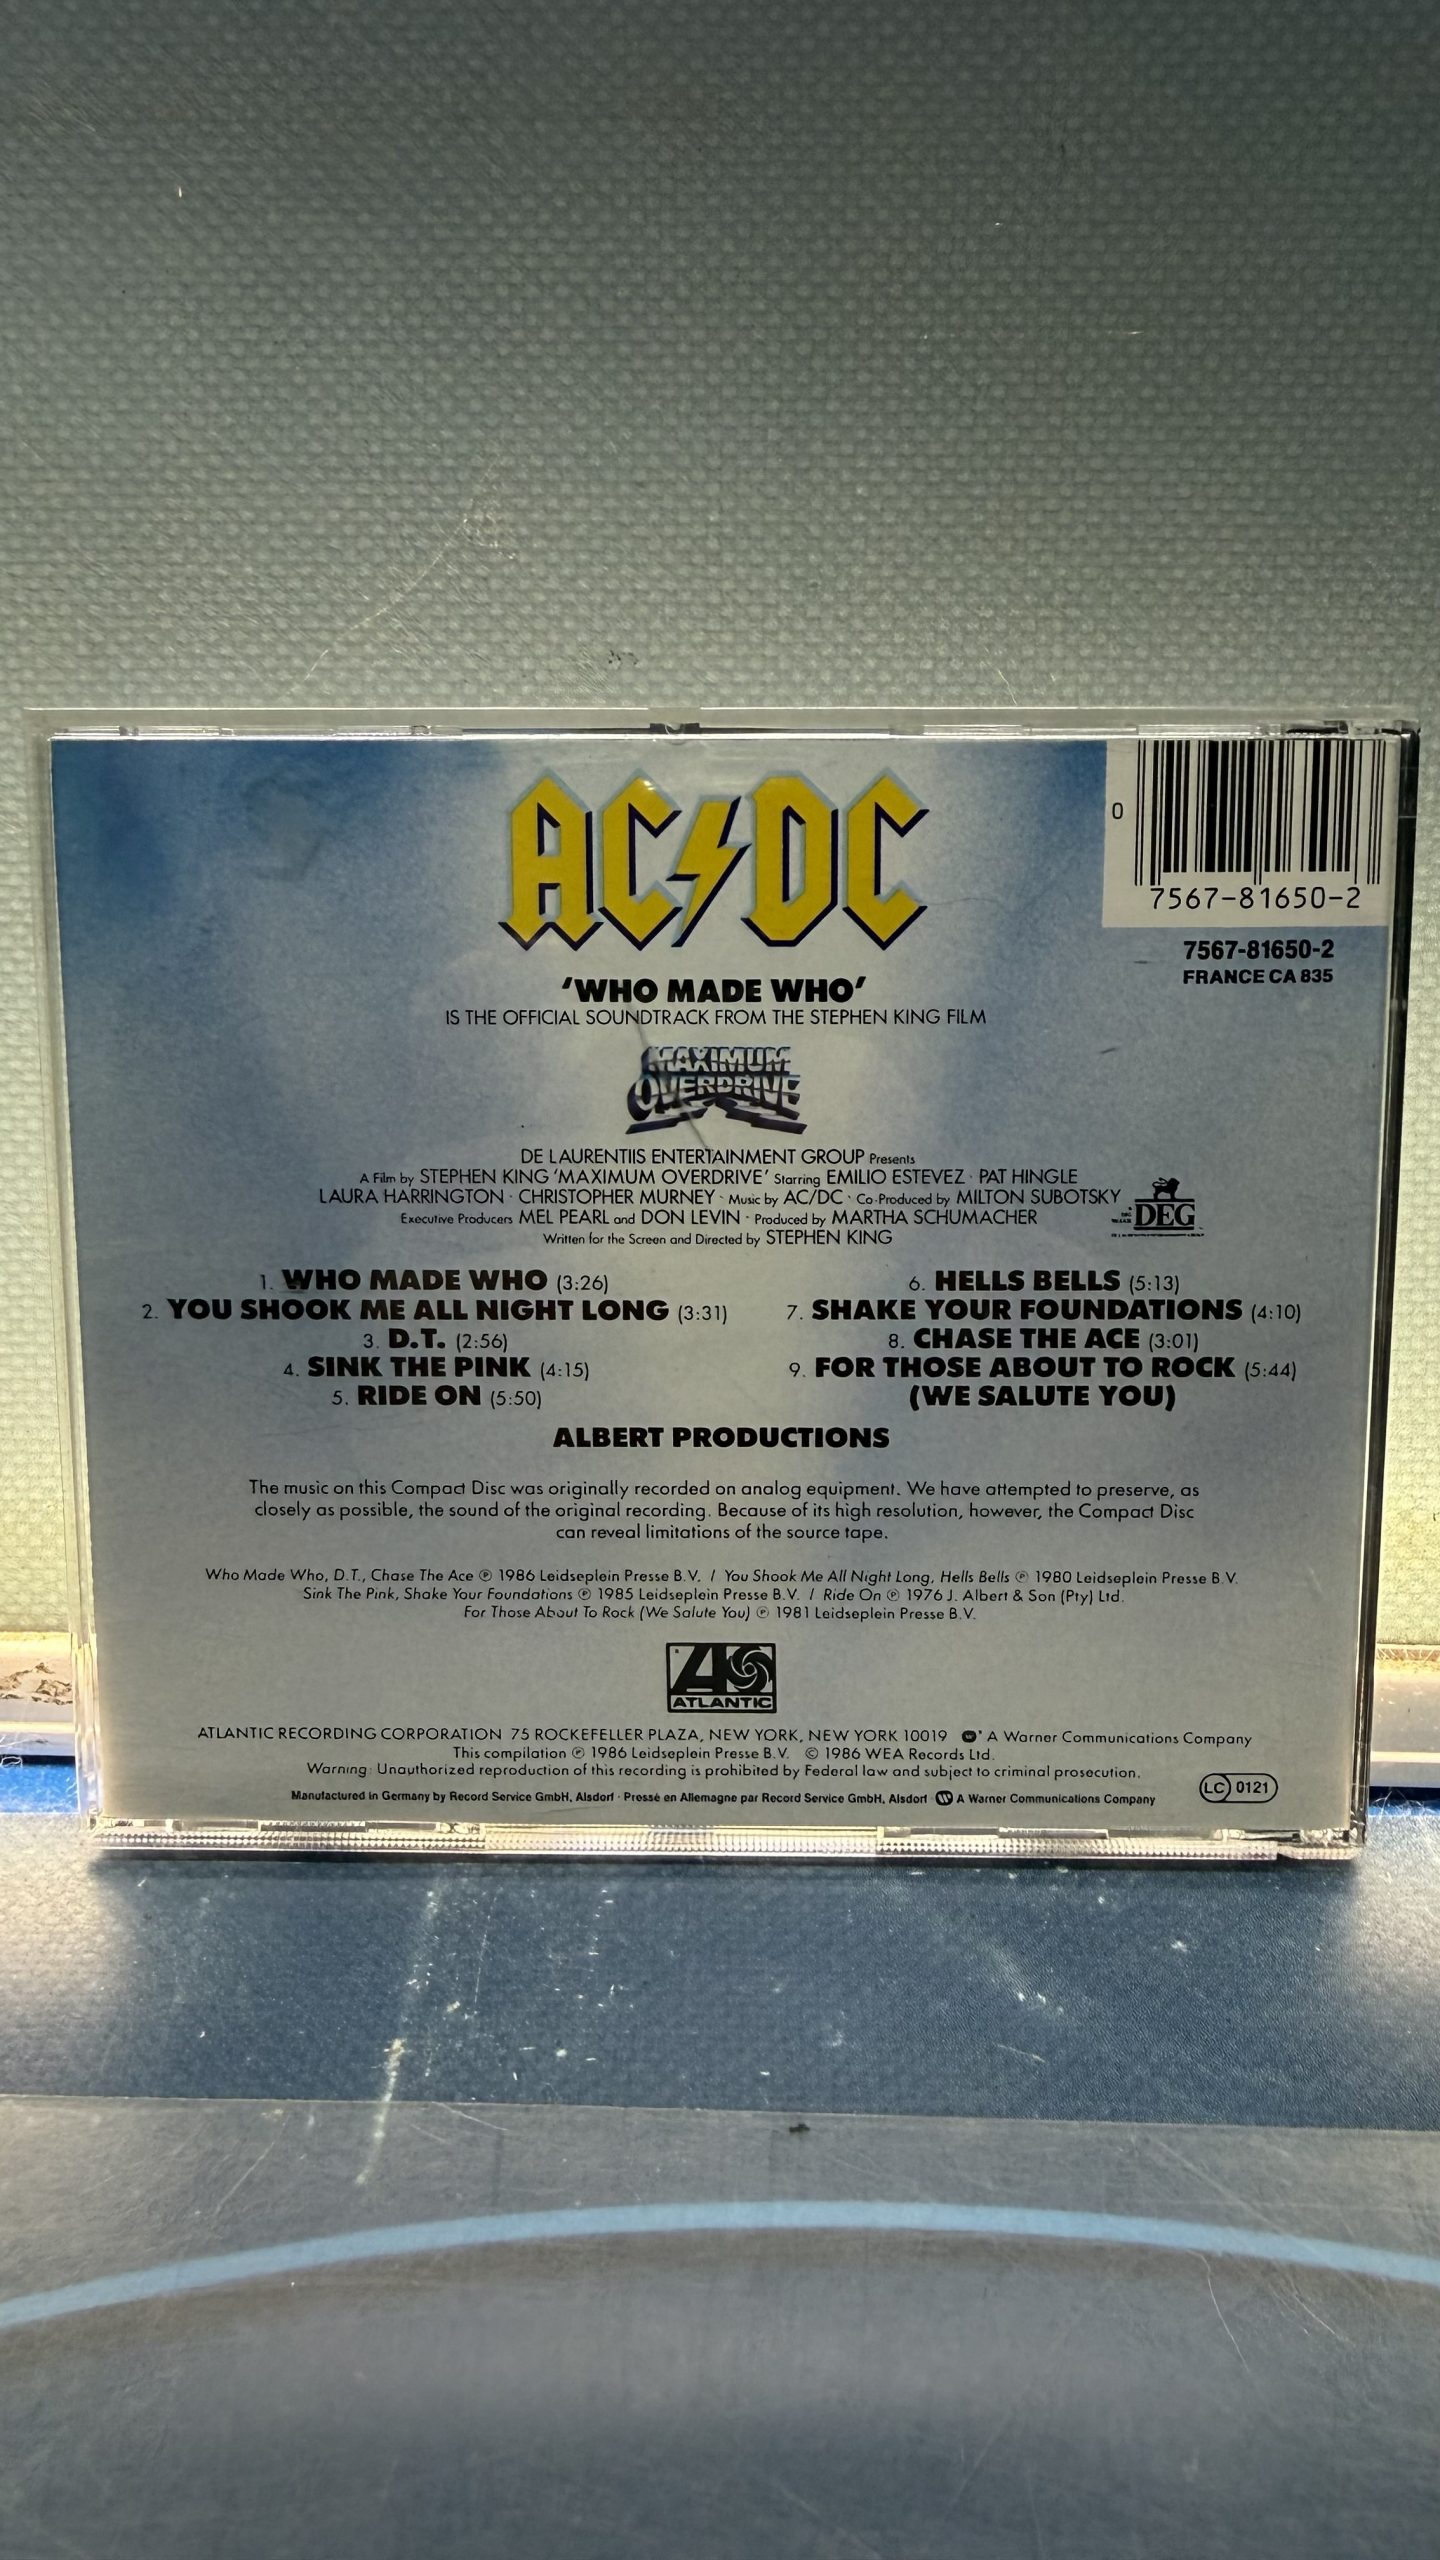 AC/DC
0
7567-81650-2
7567-81650-2
FRANCE CA 835
'WHO MADE WHO'
IS THE OFFICIAL SOUNDTRACK FROM THE STEPHEN KING FILM
MAXIMUM
OVERDRIVE
DE LAURENTIIS ENTERTAINMENT GROUP Presents
A Film by STEPHEN KING 'MAXIMUM OVERDRIVE' Starring EMILIO ESTEVEZ · PAT HINGLE
LAURA HARRINGTON · CHRISTOPHER MURNEY · Music by AC/DC · Co-Produced by MILTON SUBOTSKY
Executive Producers MEL PEARL and DON LEVIN · Produced by MARTHA SCHUMACHER
Written for the Screen and Directed by STEPHEN KING
DEG
1. WHO MADE WHO (3:26)
2. YOU SHOOK ME ALL NIGHT LONG (3:31)
3. D.T. (2:56)
4. SINK THE PINK (4:15)
5. RIDE ON (5:50)
6. HELLS BELLS (5:13)
7. SHAKE YOUR FOUNDATIONS (4:10)
8. CHASE THE ACE (3:01)
9. FOR THOSE ABOUT TO ROCK (5:44)
(WE SALUTE YOU)
ALBERT PRODUCTIONS
The music on this Compact Disc was originally recorded on analog equipment. We have attempted to preserve, as
closely as possible, the sound of the original recording. Because of its high resolution, however, the Compact Disc
can reveal limitations of the source tape.
Who Made Who, D.T., Chase The Ace ℗ 1986 Leidseplein Presse B.V. / You Shook Me All Night Long, Hells Bells ℗ 1980 Leidseplein Presse B.V.
Sink The Pink, Shake Your Foundations ℗ 1985 Leidseplein Presse B.V. / Ride On ℗ 1976 J. Albert & Son (Pty) Ltd.
For Those About To Rock (We Salute You) ℗ 1981 Leidseplein Presse B.V.
ATLANTIC
ATLANTIC RECORDING CORPORATION 75 ROCKEFELLER PLAZA, NEW YORK, NEW YORK 10019 A Warner Communications Company
This compilation ℗ 1986 Leidseplein Presse B.V. © 1986 WEA Records Ltd.
Warning: Unauthorized reproduction of this recording is prohibited by Federal law and subject to criminal prosecution.
Manufactured in Germany by Record Service GmbH, Alsdorf · Pressé en Allemagne par Record Service GmbH, Alsdorf · A Warner Communications Company
LC 0121